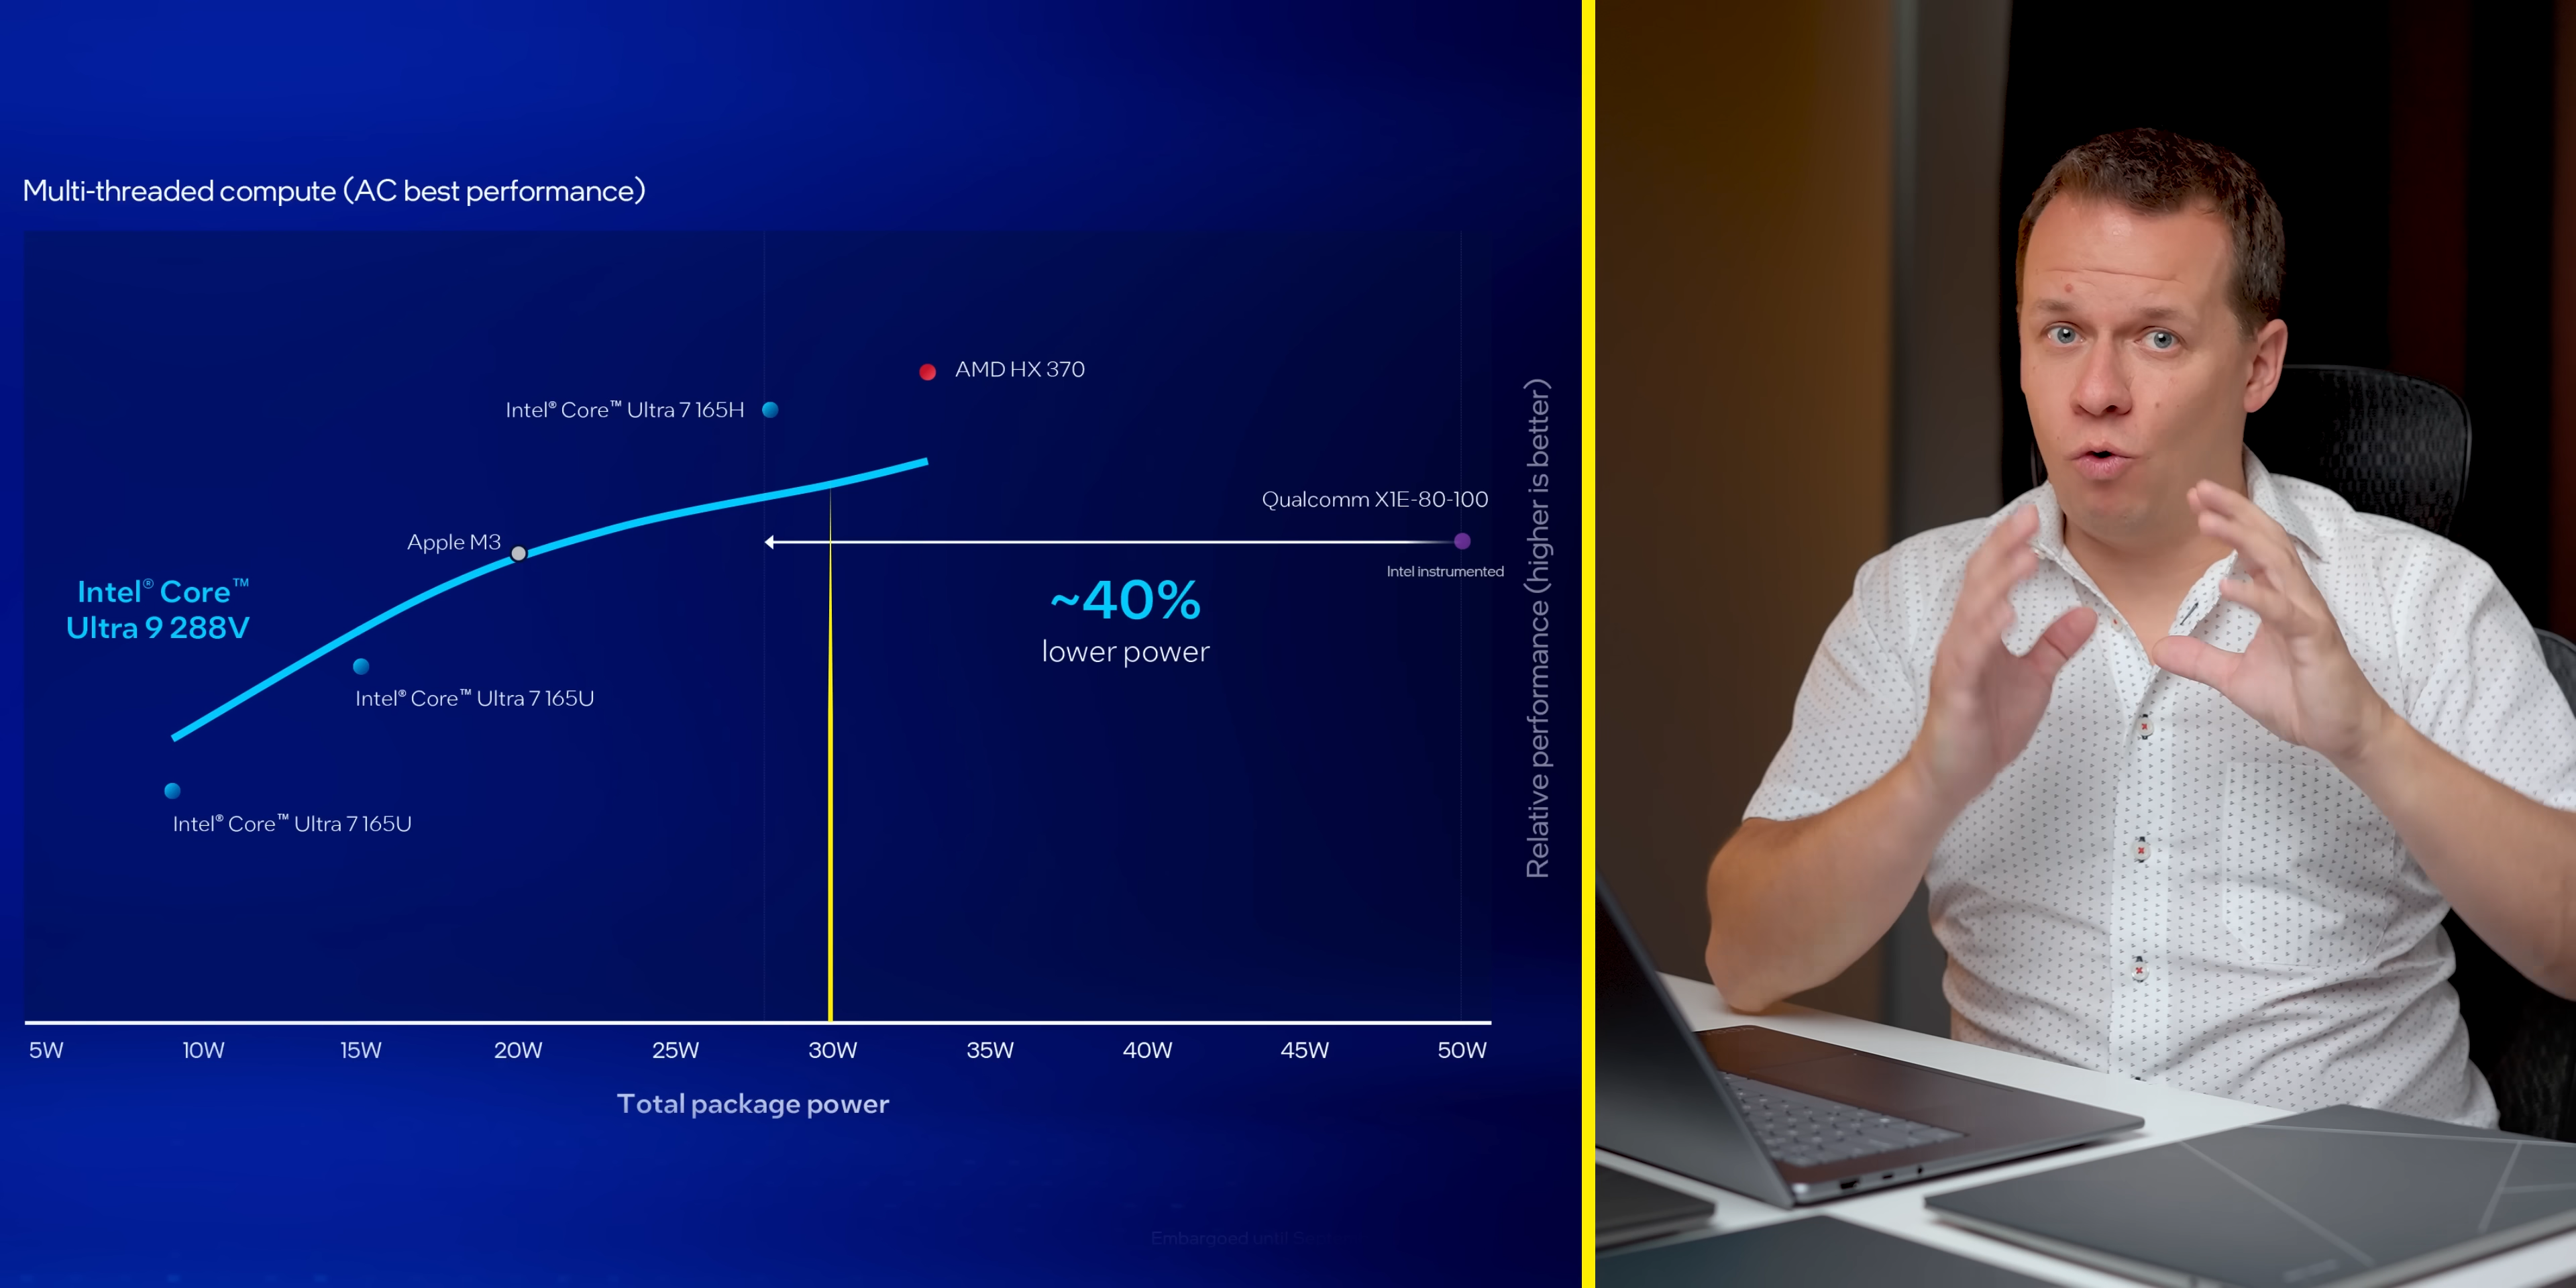 Multi-threaded compute (AC best performance)
AMD HX 370
Intel® Core™ Ultra 7 165H
Qualcomm X1E-80-100
Apple M3
Intel instrumented
Intel® Core™
Ultra 9 288V
~40%
lower power
Intel® Core™ Ultra 7 165U
Intel® Core™ Ultra 7 165U
Relative performance (higher is better)
5W 10W 15W 20W 25W 30W 35W 40W 45W 50W
Total package power
Embargoed until